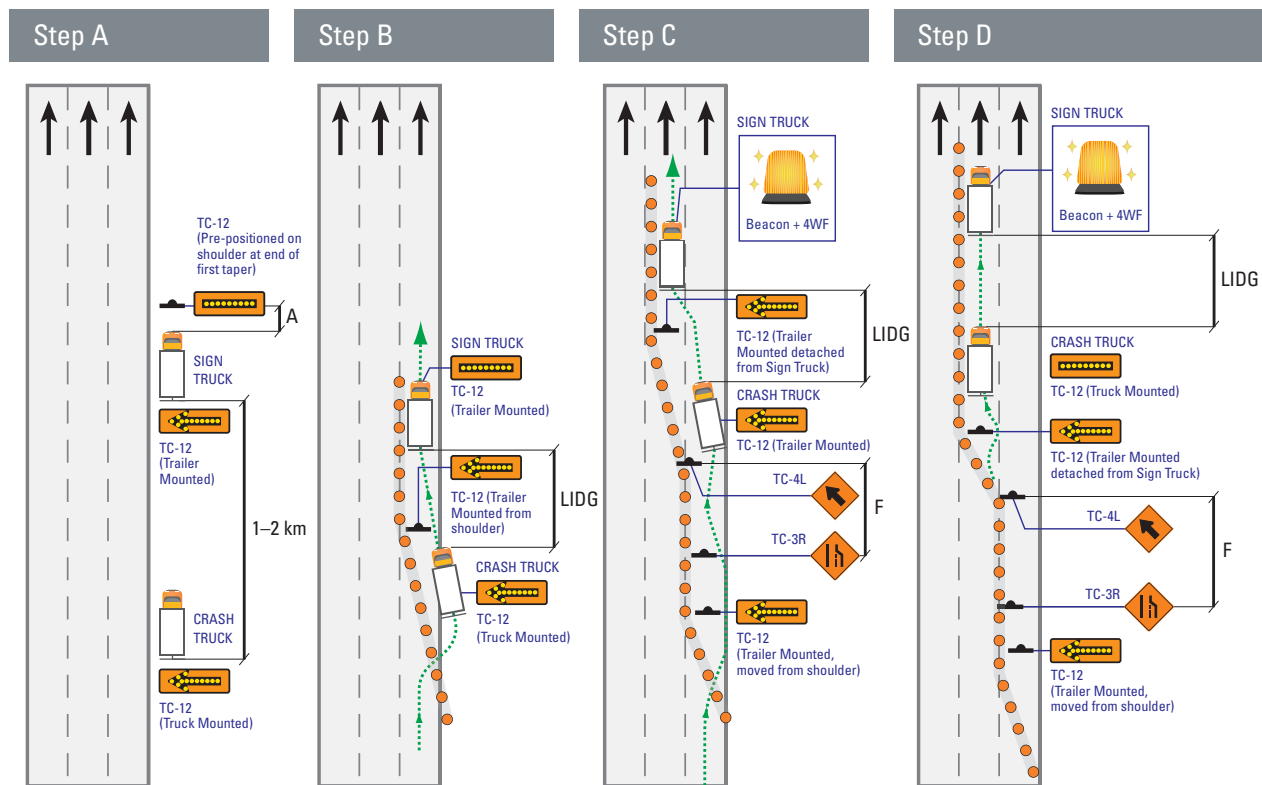 Step A
TC-12
(Pre-positioned on
shoulder at end of
first taper)
A
SIGN
TRUCK
TC-12
(Trailer
Mounted)
1–2 km
CRASH
TRUCK
TC-12
(Truck Mounted)
Step B
SIGN TRUCK
TC-12
(Trailer Mounted)
TC-12 (Trailer
Mounted from
shoulder)
LIDG
CRASH TRUCK
TC-12
(Truck Mounted)
Step C
SIGN TRUCK
Beacon + 4WF
TC-12 (Trailer
Mounted detached
from Sign Truck)
LIDG
CRASH TRUCK
TC-12 (Trailer Mounted)
TC-4L
F
TC-3R
TC-12
(Trailer Mounted,
moved from shoulder)
Step D
SIGN TRUCK
Beacon + 4WF
LIDG
CRASH TRUCK
TC-12 (Truck Mounted)
TC-12 (Trailer Mounted
detached from Sign Truck)
TC-4L
F
TC-3R
TC-12
(Trailer Mounted,
moved from shoulder)